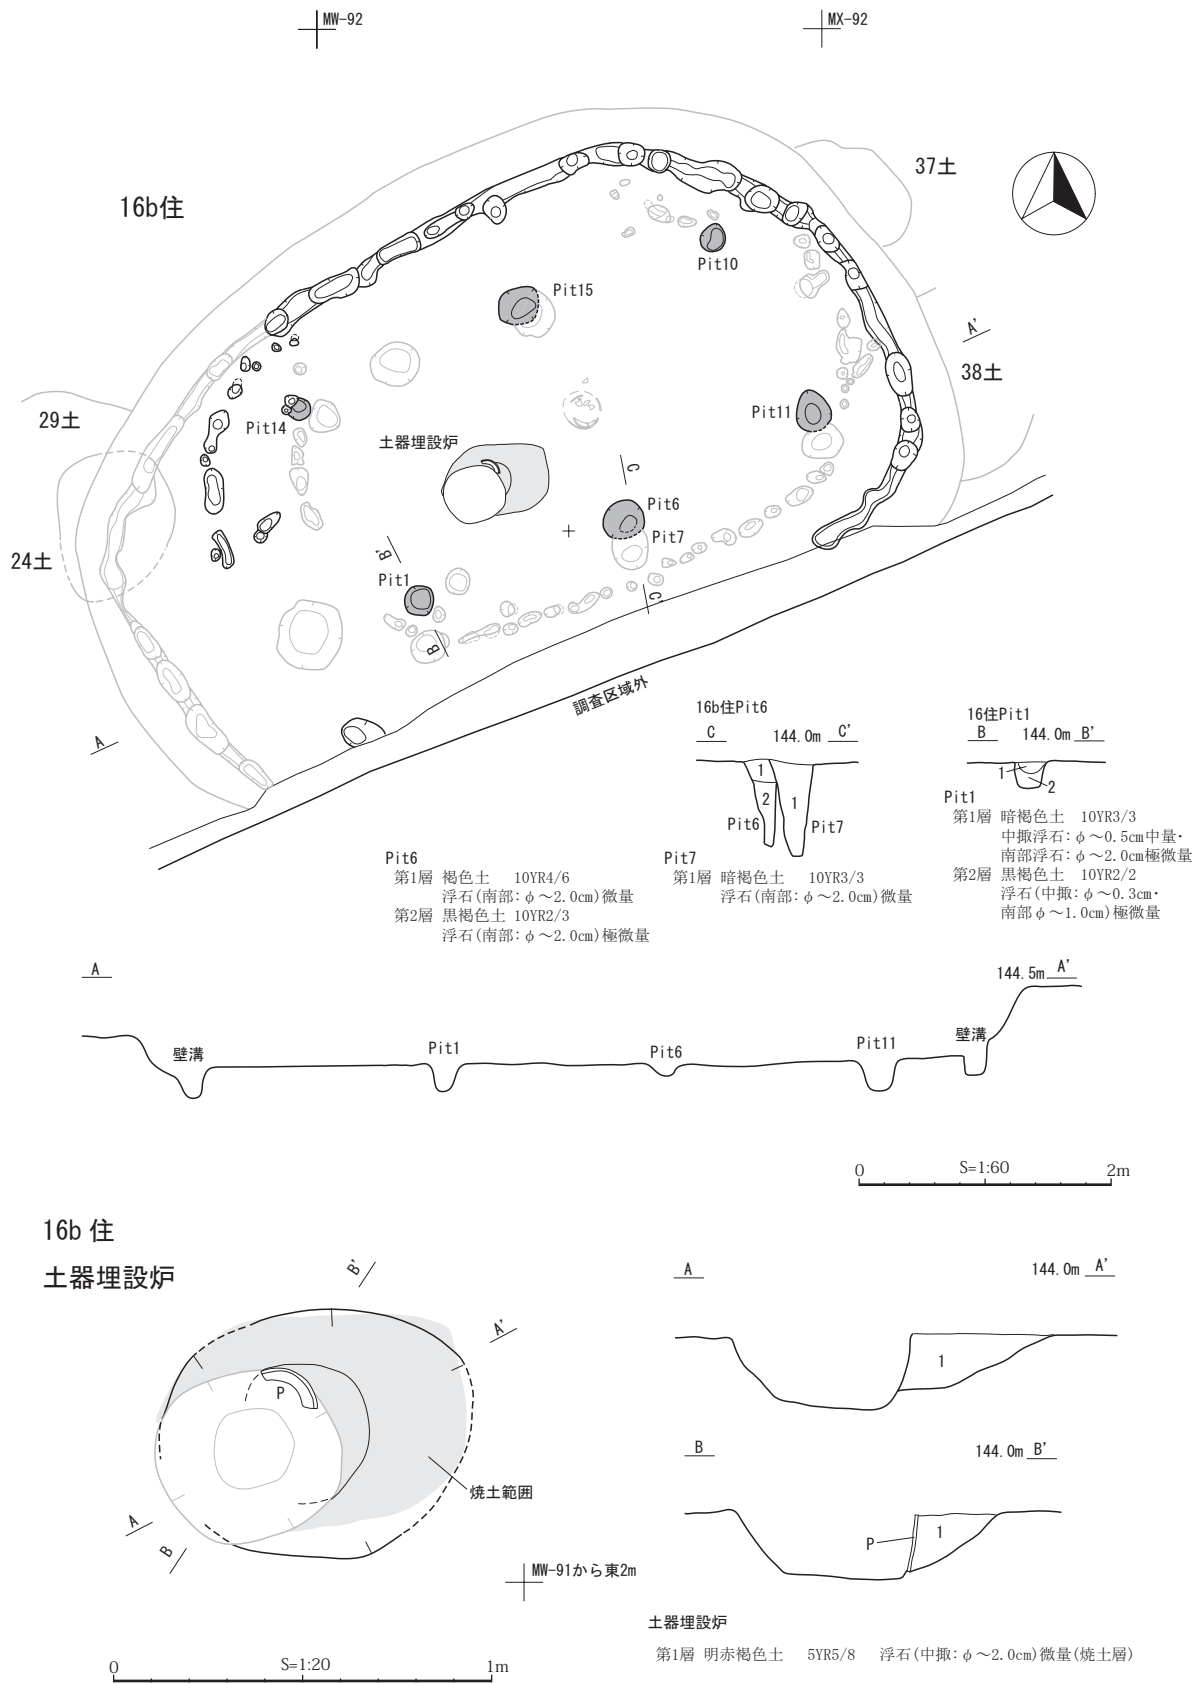 MW-92
MX-92
16b住
37土
Pit10
Pit15
A'
38土
29土
Pit14
Pit11
土器埋設炉
C
Pit6
Pit7
24土
B'
Pit1
C'
B
A
調査区域外
16b住Pit6
C 144.0m C'
1
2
1
Pit6
Pit7
16住Pit1
B 144.0m B'
1
2
Pit1
第1層 暗褐色土 10YR3/3
中掫浮石:φ～0.5cm中量・
南部浮石:φ～2.0cm極微量
第2層 黒褐色土 10YR2/2
浮石(中掫:φ～0.3cm・
南部φ～1.0cm)極微量
Pit6
第1層 褐色土 10YR4/6
浮石(南部:φ～2.0cm)微量
第2層 黒褐色土 10YR2/3
浮石(南部:φ～2.0cm)極微量
Pit7
第1層 暗褐色土 10YR3/3
浮石(南部:φ～2.0cm)微量
A
144.5m A'
壁溝
Pit1
Pit6
Pit11
壁溝
0 S=1:60 2m
16b 住
土器埋設炉
B'
A'
P
焼土範囲
A
B
MW-91から東2m
0 S=1:20 1m
A 144.0m A'
1
B 144.0m B'
P
1
土器埋設炉
第1層 明赤褐色土 5YR5/8 浮石(中掫:φ～2.0cm)微量(焼土層)